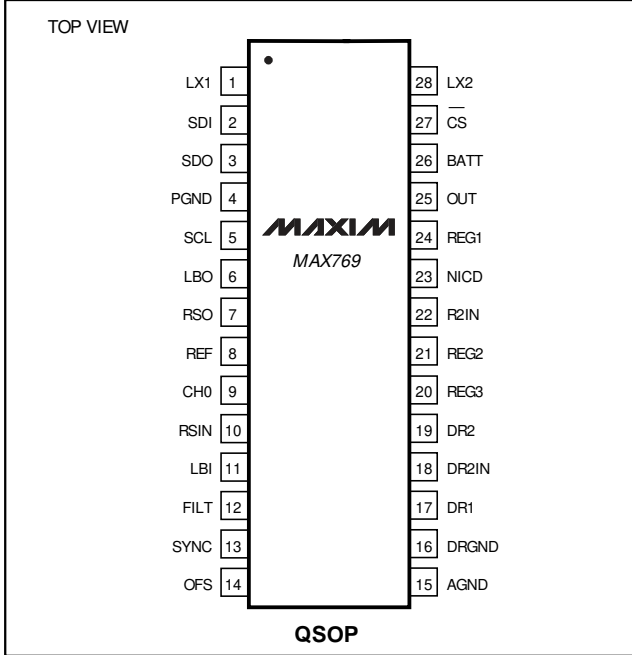 TOP VIEW
LX1 1 28 LX2
SDI 2 27 C̅S̅
SDO 3 26 BATT
PGND 4 25 OUT
SCL 5 MAXIM 24 REG1
LBO 6 MAX769 23 NICD
RSO 7 22 R2IN
REF 8 21 REG2
CH0 9 20 REG3
RSIN 10 19 DR2
LBI 11 18 DR2IN
FILT 12 17 DR1
SYNC 13 16 DRGND
OFS 14 15 AGND
QSOP